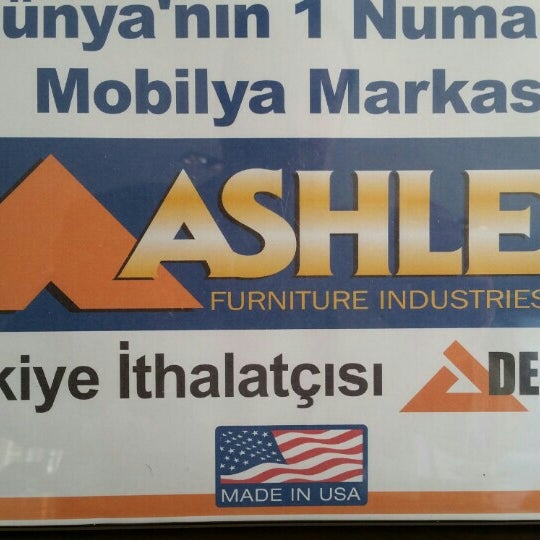 ünya'nın 1 Numa
Mobilya Markas
ASHLE
FURNITURE INDUSTRIES
kiye İthalatçısı DE
MADE IN USA